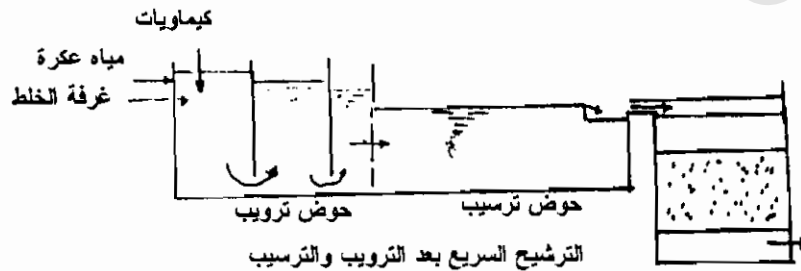 كيماويات
مياه عكرة
غرفة الخلط
حوض ترويب
حوض ترسيب
الترشيح السريع بعد الترويب والترسيب